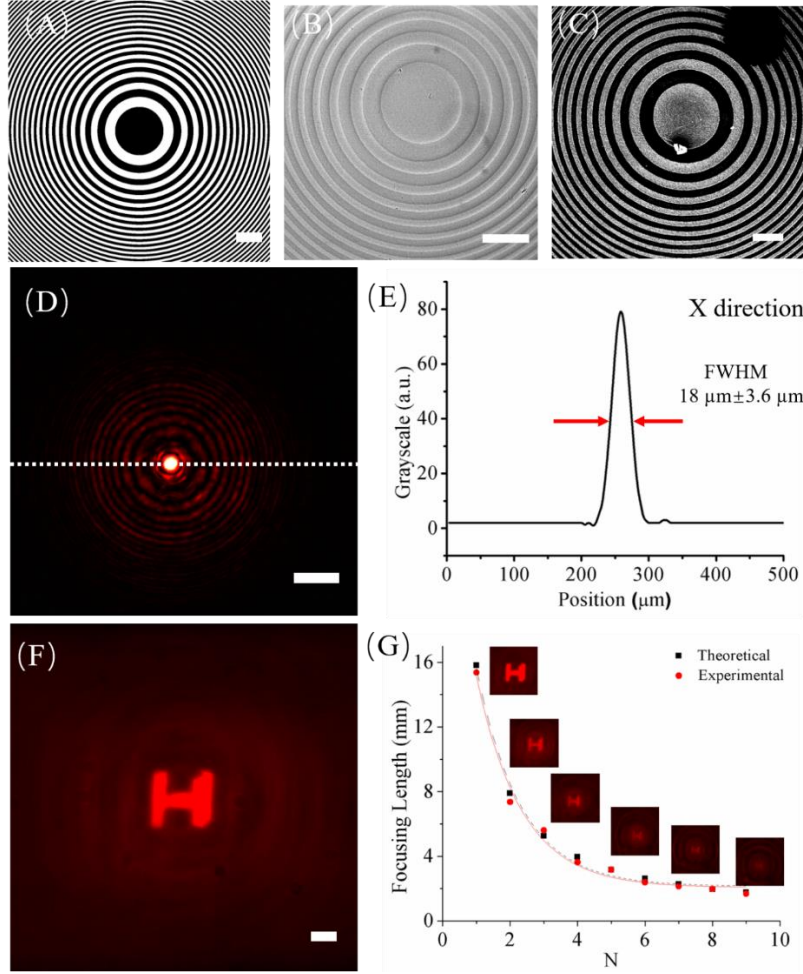 (A)
(B)
(C)
(D)
(E)
X direction
FWHM
18 μm±3.6 μm
Grayscale (a.u.)
80
60
40
20
0
0
100
200
300
400
500
Position (μm)
(F)
H
(G)
Theoretical
Experimental
Focusing Length (mm)
16
12
8
4
0
0
2
4
6
8
10
N
H
H
H